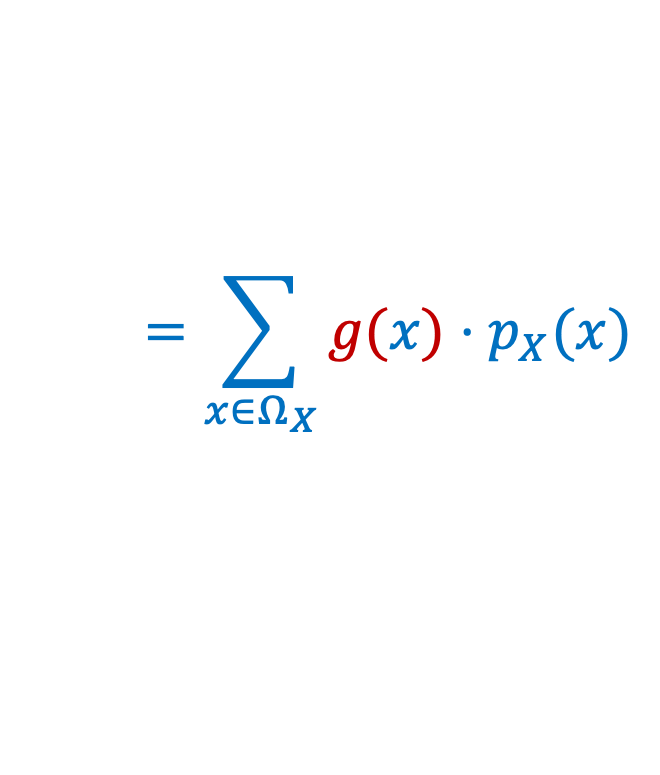 = ∑ g(x) · p_X(x)
x∈Ω_X